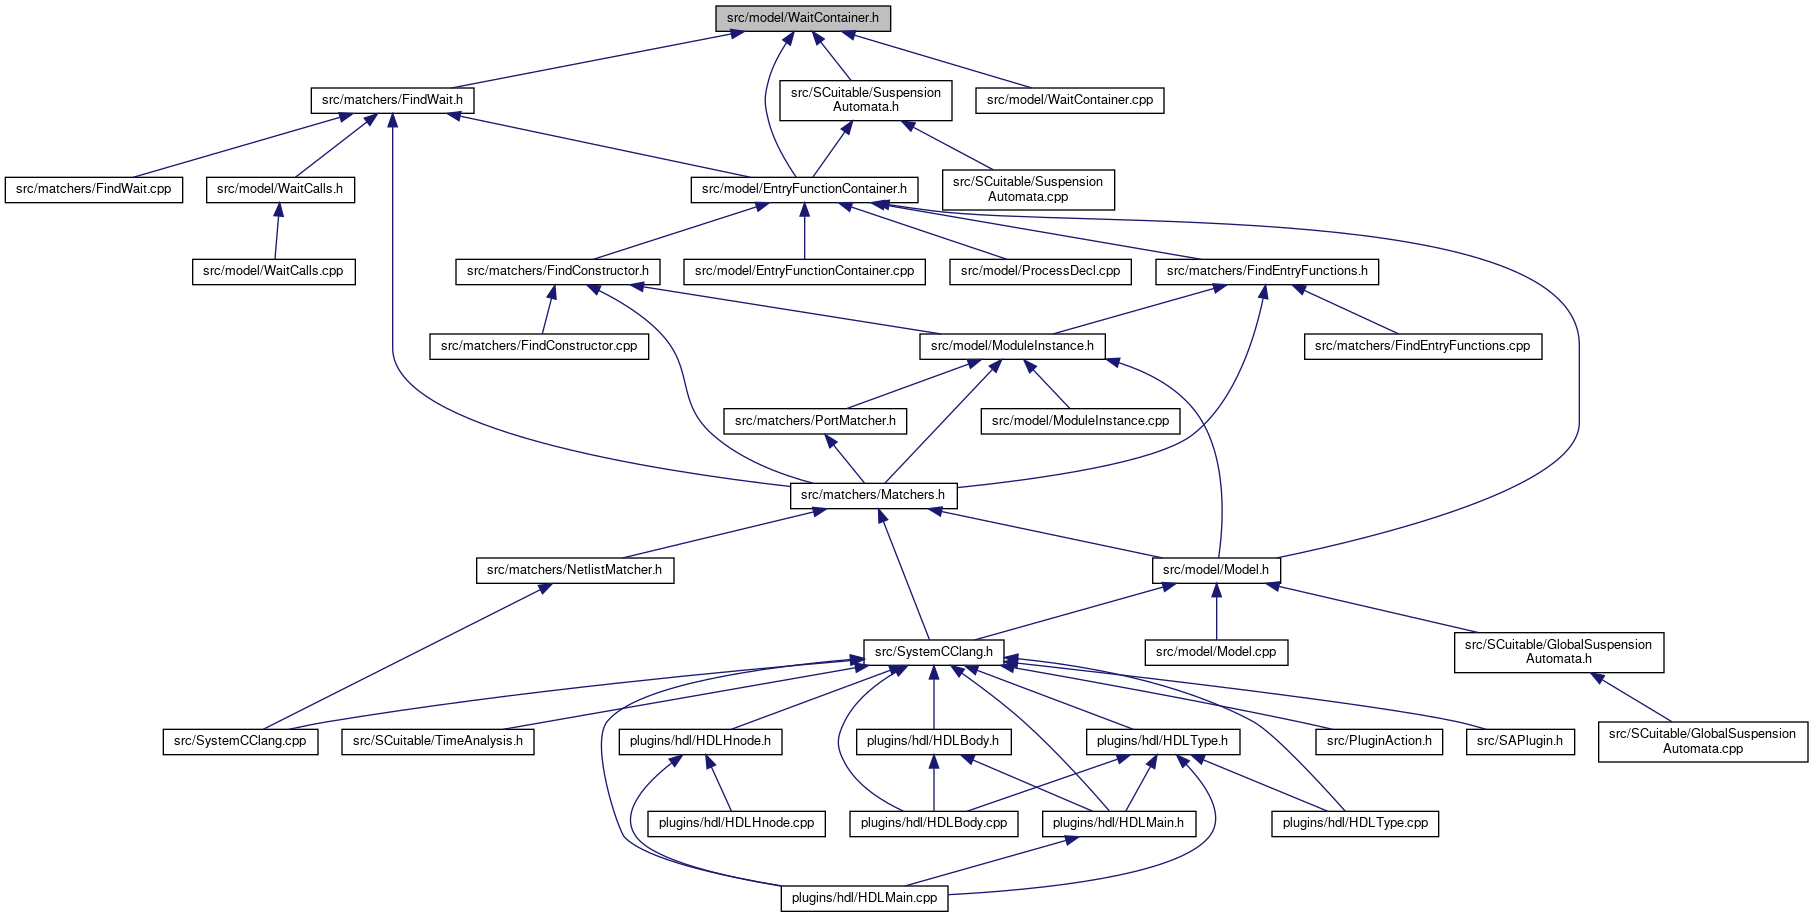 src/model/WaitContainer.h
src/matchers/FindWait.h
src/SCuitable/Suspension
Automata.h
src/model/WaitContainer.cpp
src/matchers/FindWait.cpp
src/model/WaitCalls.h
src/model/EntryFunctionContainer.h
src/SCuitable/Suspension
Automata.cpp
src/model/WaitCalls.cpp
src/matchers/FindConstructor.h
src/model/EntryFunctionContainer.cpp
src/model/ProcessDecl.cpp
src/matchers/FindEntryFunctions.h
src/matchers/FindConstructor.cpp
src/model/ModuleInstance.h
src/matchers/FindEntryFunctions.cpp
src/matchers/PortMatcher.h
src/model/ModuleInstance.cpp
src/matchers/Matchers.h
src/matchers/NetlistMatcher.h
src/model/Model.h
src/SystemCClang.h
src/model/Model.cpp
src/SCuitable/GlobalSuspension
Automata.h
src/SystemCClang.cpp
src/SCuitable/TimeAnalysis.h
plugins/hdl/HDLHnode.h
plugins/hdl/HDLBody.h
plugins/hdl/HDLType.h
src/PluginAction.h
src/SAPlugin.h
src/SCuitable/GlobalSuspension
Automata.cpp
plugins/hdl/HDLHnode.cpp
plugins/hdl/HDLBody.cpp
plugins/hdl/HDLMain.h
plugins/hdl/HDLType.cpp
plugins/hdl/HDLMain.cpp